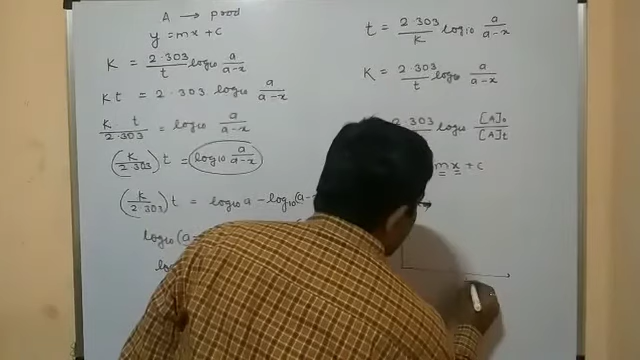 A → prod
y = mx + c
K = 2.303/t log₁₀ a/a-x
Kt = 2.303 log₁₀ a/a-x
K t/2.303 = log₁₀ a/a-x
(K/2.303) t = log₁₀ a/a-x
(K/2.303) t = log₁₀ a - log₁₀(a-
log₁₀(a
t = 2.303/K log₁₀ a/a-x
K = 2.303/t log₁₀ a/a-x
2.303 log₁₀ [A]₀/[A]t
mx + c